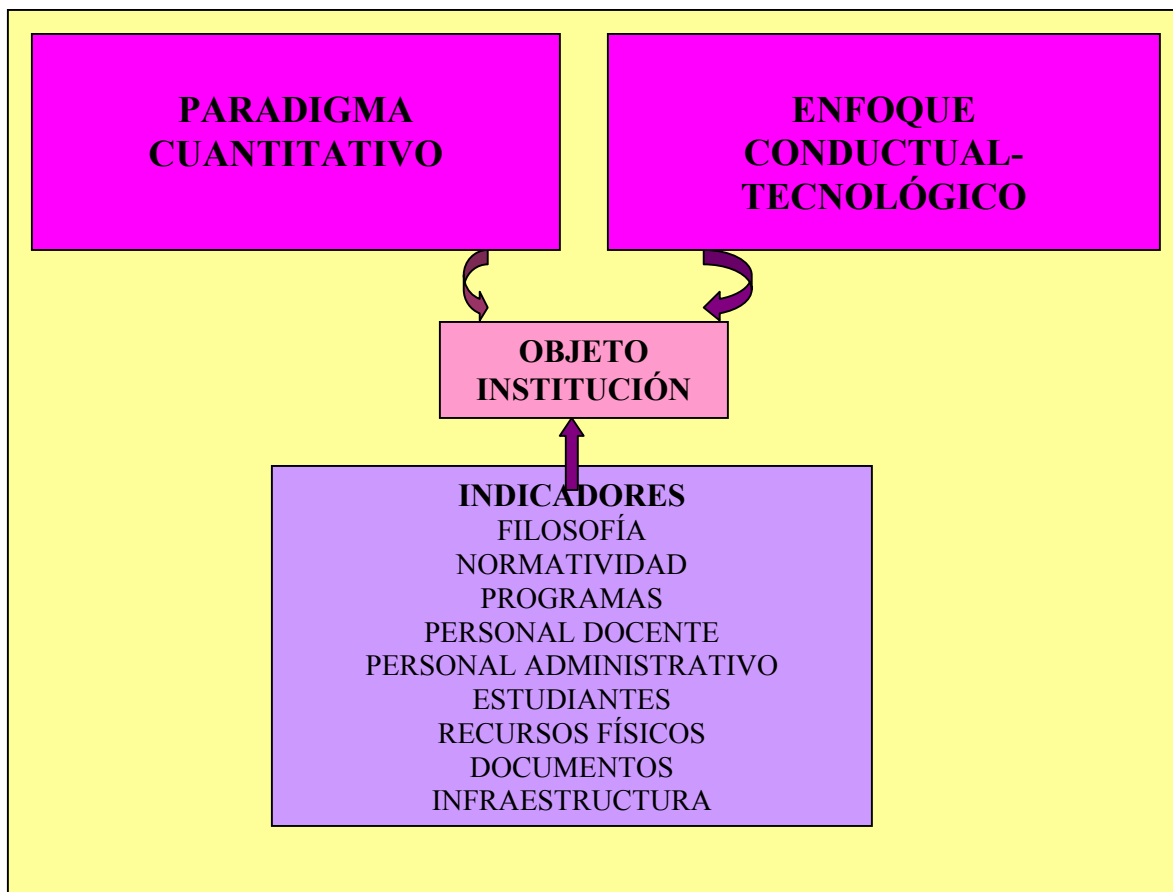 PARADIGMA
CUANTITATIVO
ENFOQUE
CONDUCTUAL-
TECNOLÓGICO
OBJETO
INSTITUCIÓN
INDICADORES
FILOSOFÍA
NORMATIVIDAD
PROGRAMAS
PERSONAL DOCENTE
PERSONAL ADMINISTRATIVO
ESTUDIANTES
RECURSOS FÍSICOS
DOCUMENTOS
INFRAESTRUCTURA